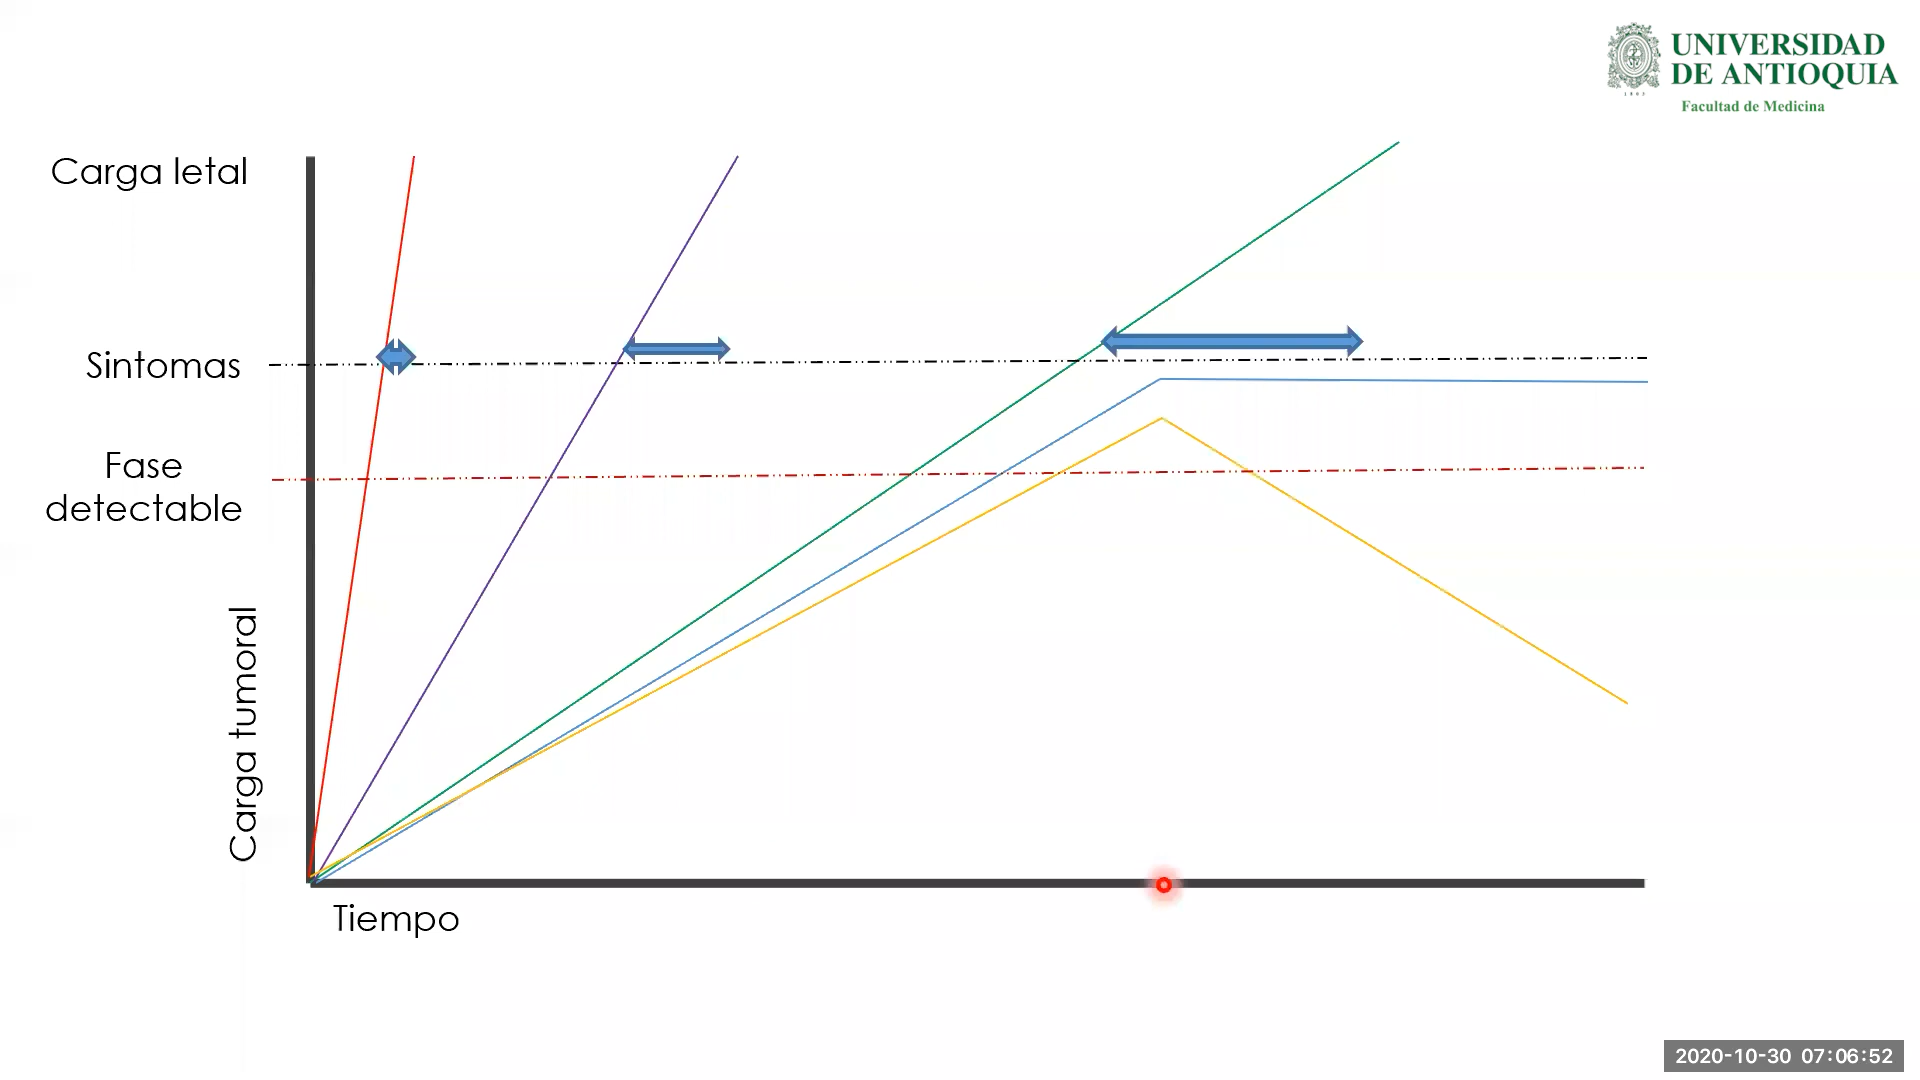 UNIVERSIDAD
DE ANTIOQUIA
1803
Facultad de Medicina
Carga letal
Sintomas
Fase
detectable
Carga tumoral
Tiempo
2020-10-30 07:06:52